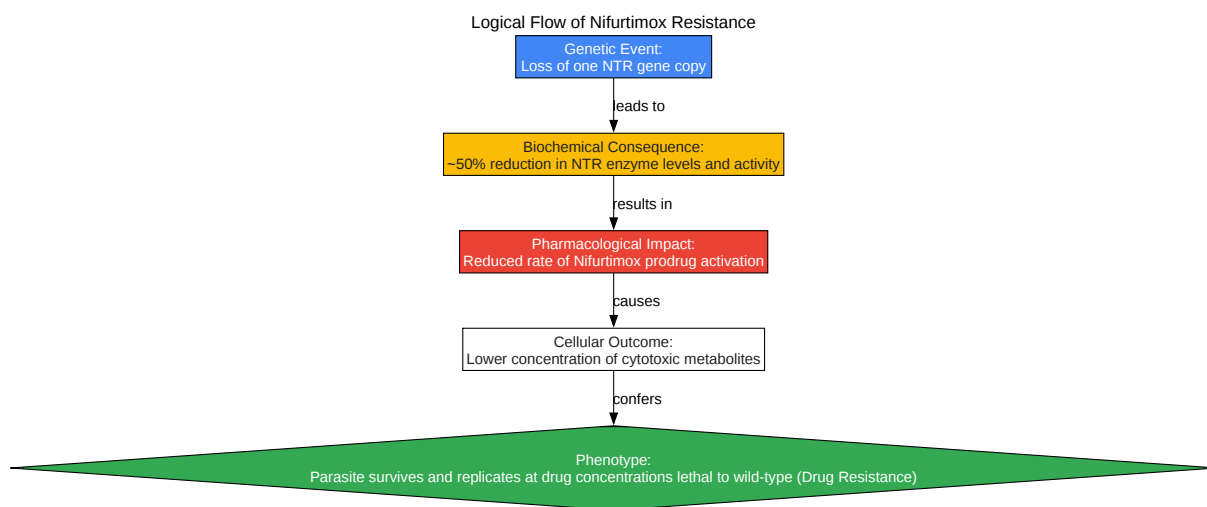 Logical Flow of Nifurtimox Resistance
Genetic Event:
Loss of one NTR gene copy
leads to
Biochemical Consequence:
~50% reduction in NTR enzyme levels and activity
results in
Pharmacological Impact:
Reduced rate of Nifurtimox prodrug activation
causes
Cellular Outcome:
Lower concentration of cytotoxic metabolites
confers
Phenotype:
Parasite survives and replicates at drug concentrations lethal to wild-type (Drug Resistance)